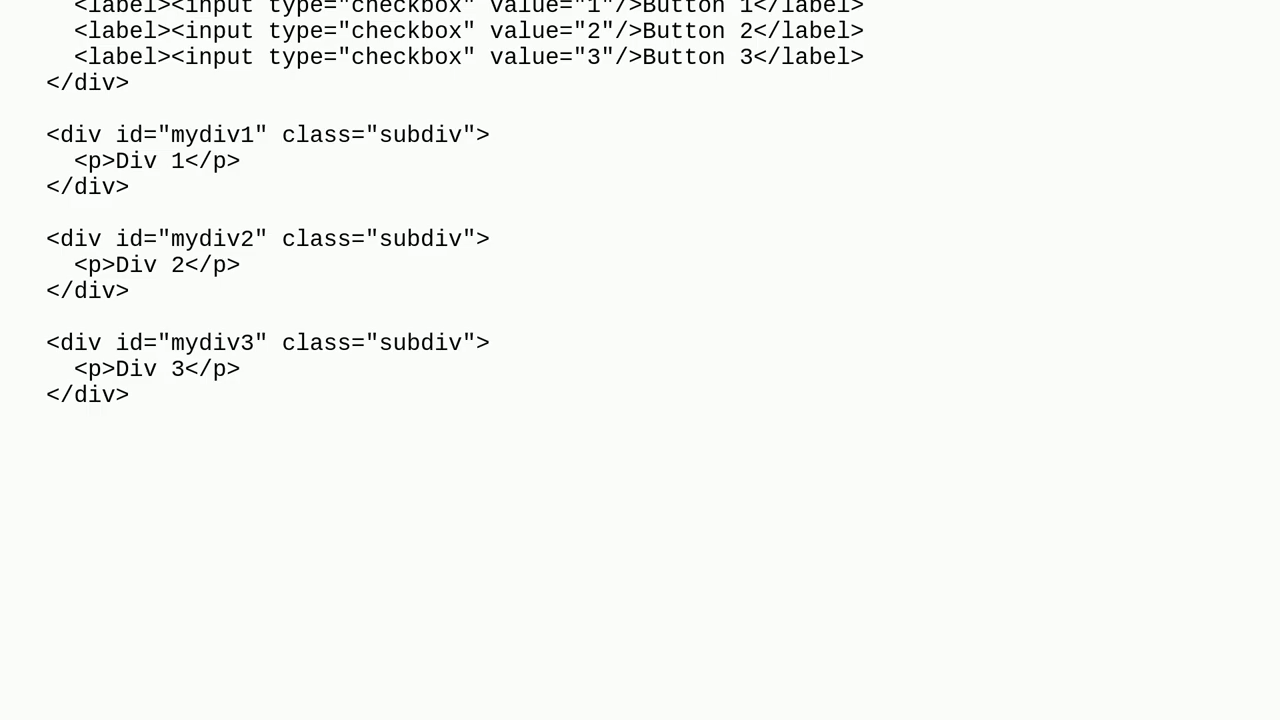 <label><input type="checkbox" value="1"/>Button 1</label>
<label><input type="checkbox" value="2"/>Button 2</label>
<label><input type="checkbox" value="3"/>Button 3</label>
</div>
<div id="mydiv1" class="subdiv">
<p>Div 1</p>
</div>
<div id="mydiv2" class="subdiv">
<p>Div 2</p>
</div>
<div id="mydiv3" class="subdiv">
<p>Div 3</p>
</div>